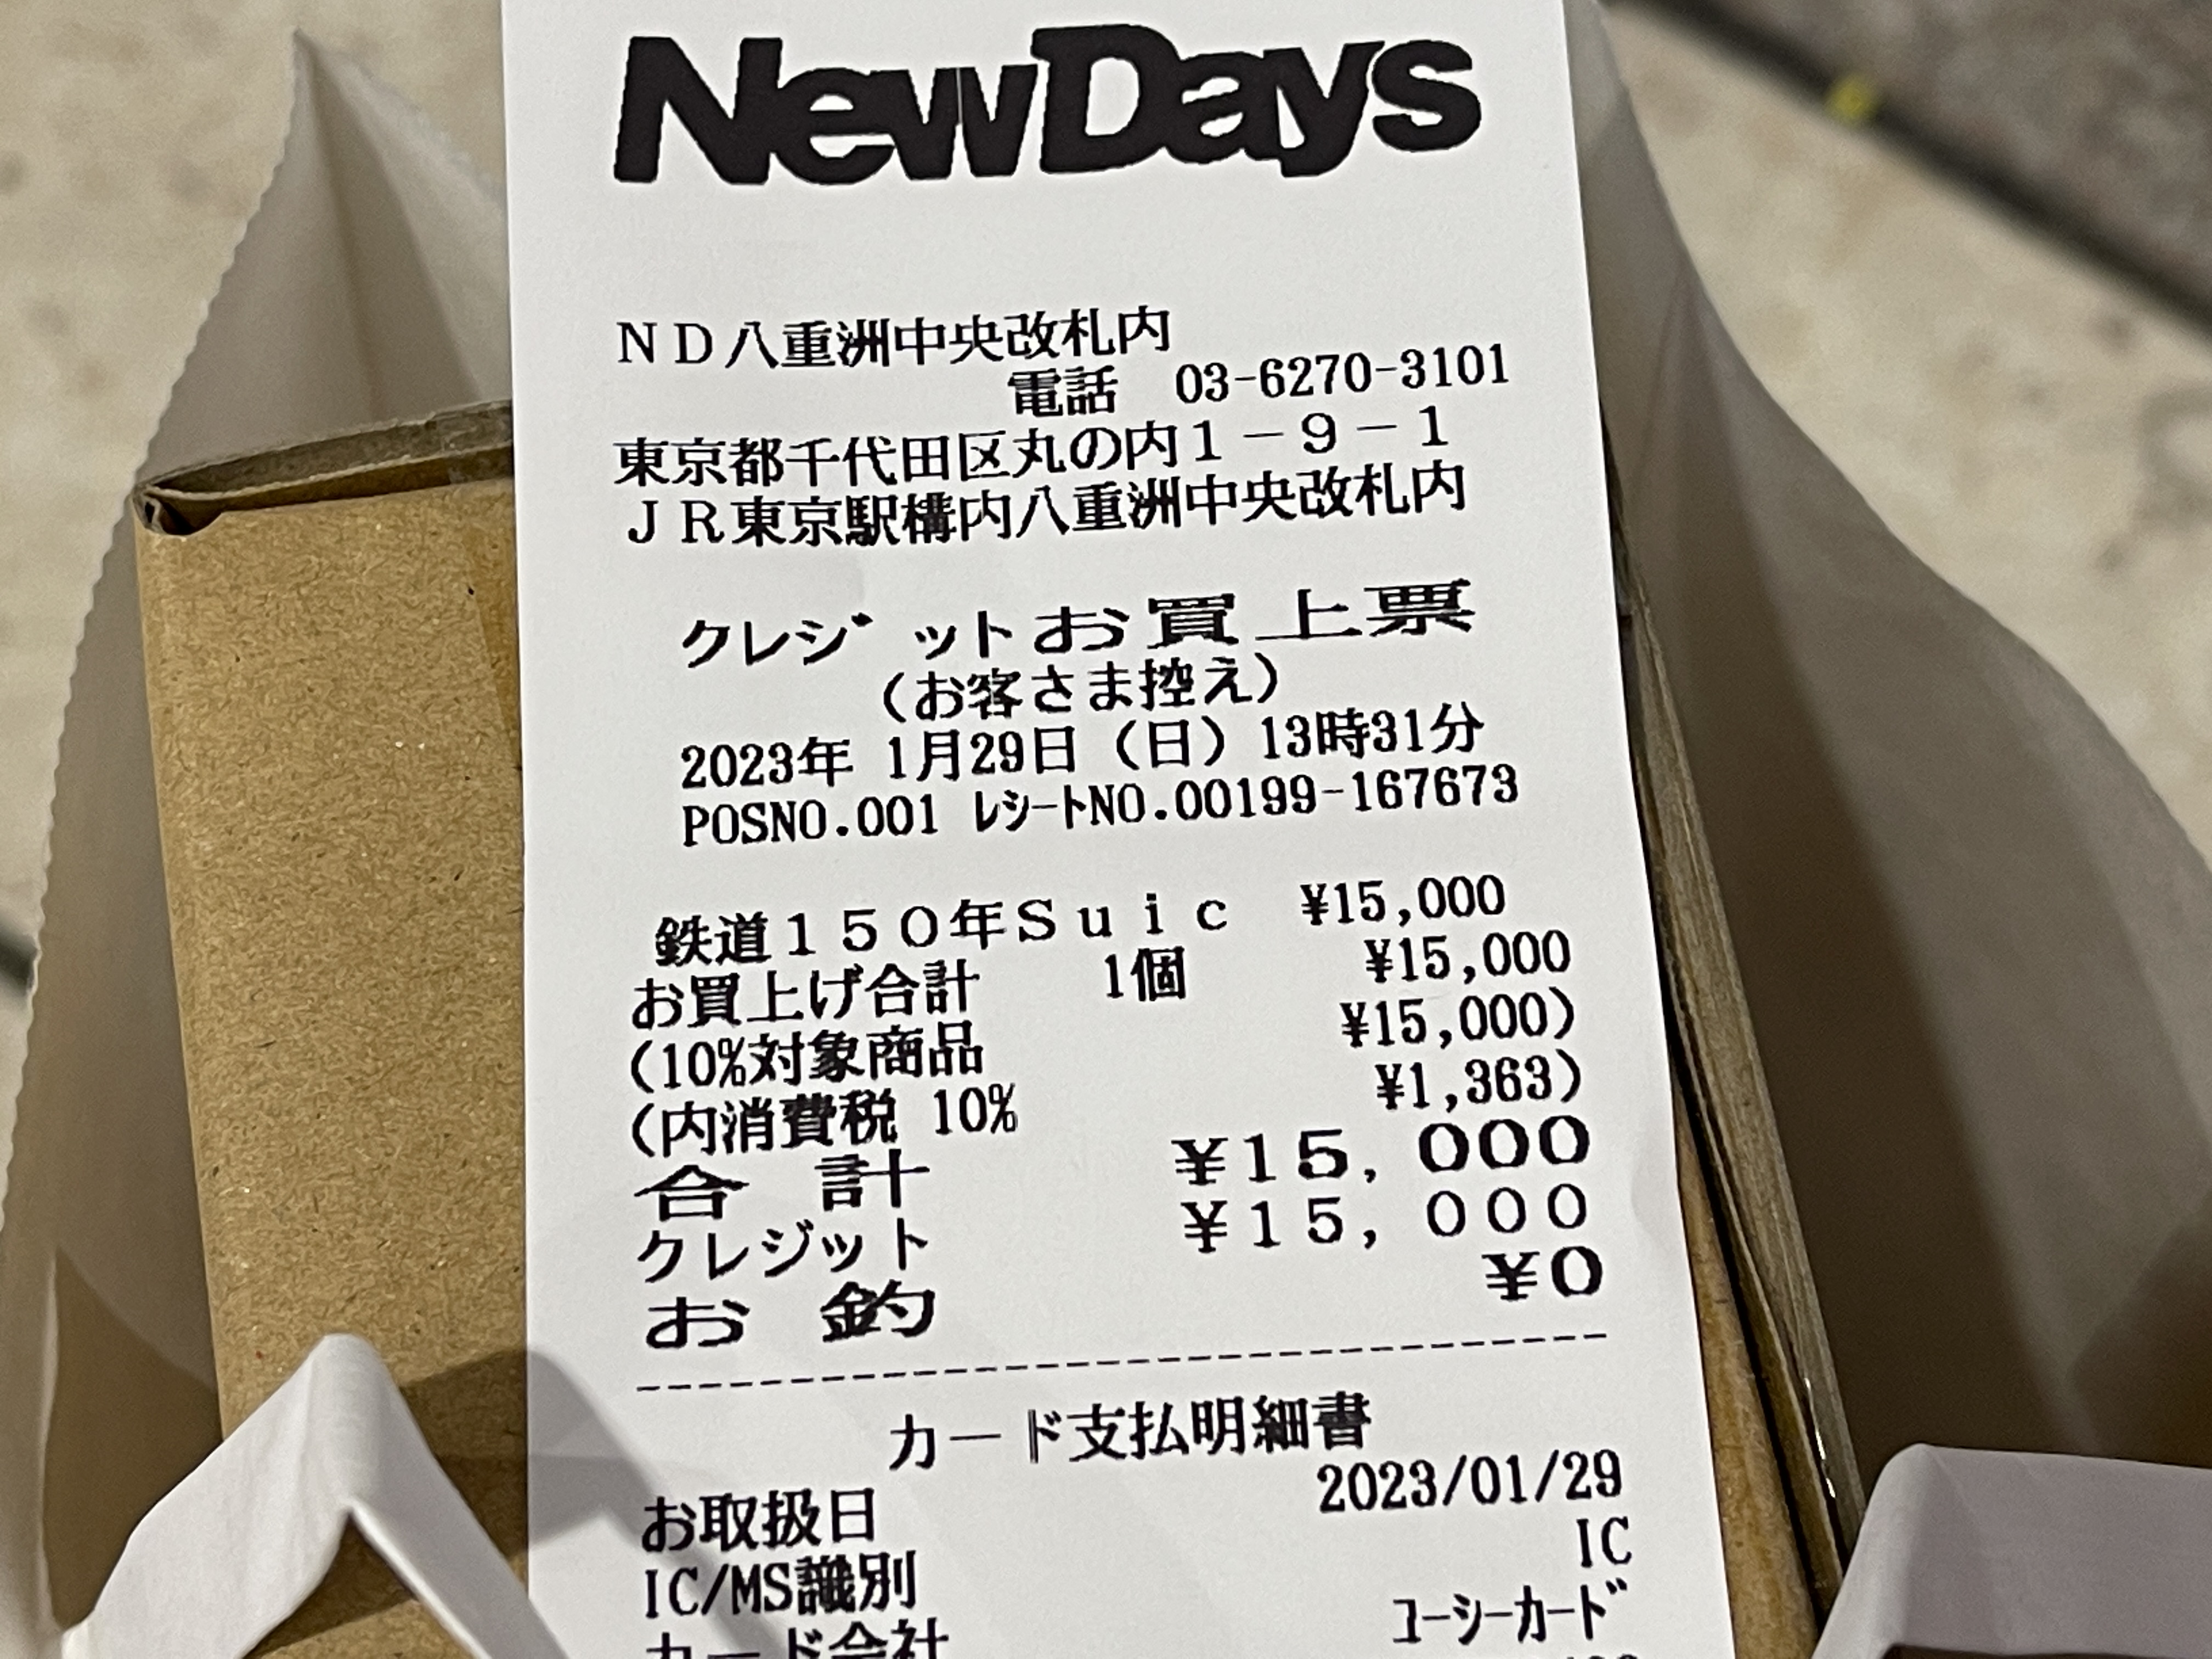 NewDays
ND八重洲中央改札内
電話 03-6270-3101
東京都千代田区丸の内1-9-1
JR東京駅構内八重洲中央改札内
クレジットお買上票
(お客さま控え)
2023年 1月29日(日)13時31分
POSNO.001 レシートNO.00199-167673
鉄道150年Suic ¥15,000
お買上げ合計 1個 ¥15,000
(10%対象商品 ¥15,000)
(内消費税 10% ¥1,363)
合 計 ¥15,000
クレジット ¥15,000
お 釣 ¥0
カード支払明細書
お取扱日 2023/01/29
IC/MS識別 IC
カード会社 ユーシーカード